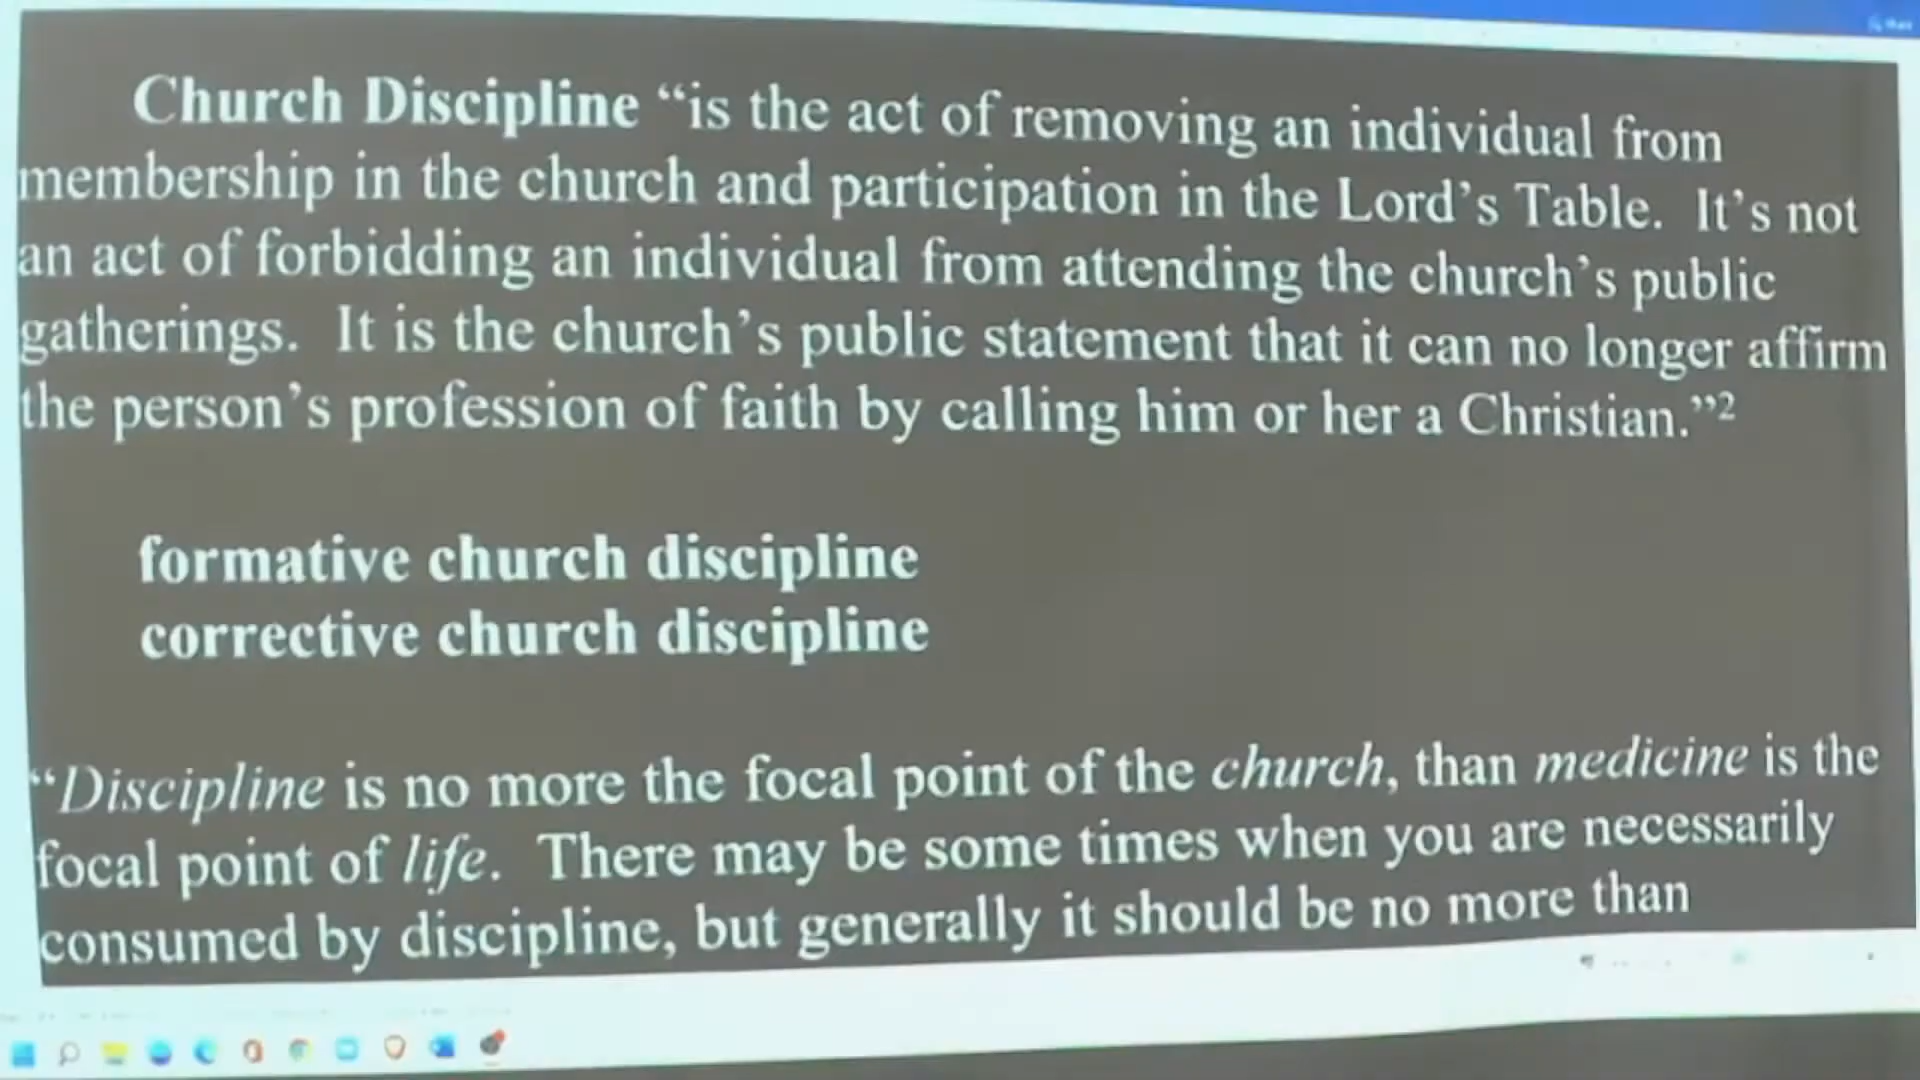 Church Discipline “is the act of removing an individual from
membership in the church and participation in the Lord’s Table. It’s not
an act of forbidding an individual from attending the church’s public
gatherings. It is the church’s public statement that it can no longer affirm
the person’s profession of faith by calling him or her a Christian.”2
formative church discipline
corrective church discipline
“Discipline is no more the focal point of the church, than medicine is the
focal point of life. There may be some times when you are necessarily
consumed by discipline, but generally it should be no more than